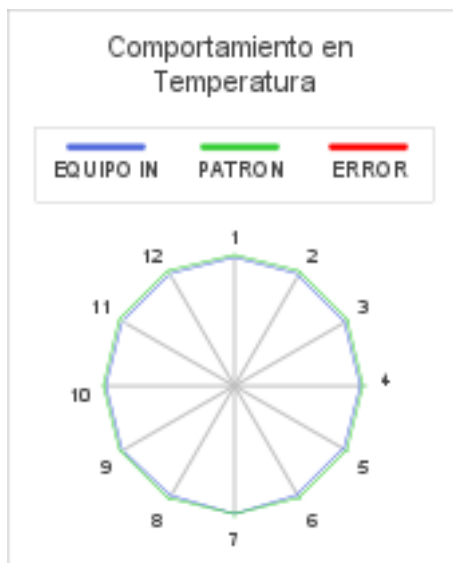 Comportamiento en
Temperatura
EQUIPO IN PATRON ERROR
1
12 2
11 3
10 4
9 5
8 6
7